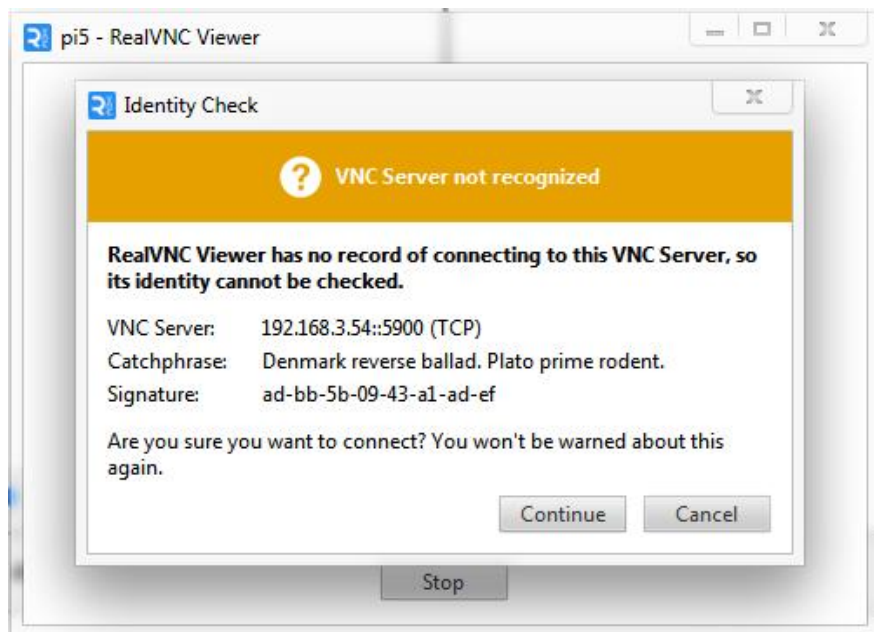 pi5 - RealVNC Viewer
Identity Check
VNC Server not recognized
RealVNC Viewer has no record of connecting to this VNC Server, so
its identity cannot be checked.
VNC Server: 192.168.3.54::5900 (TCP)
Catchphrase: Denmark reverse ballad. Plato prime rodent.
Signature: ad-bb-5b-09-43-a1-ad-ef
Are you sure you want to connect? You won't be warned about this
again.
Continue Cancel
Stop